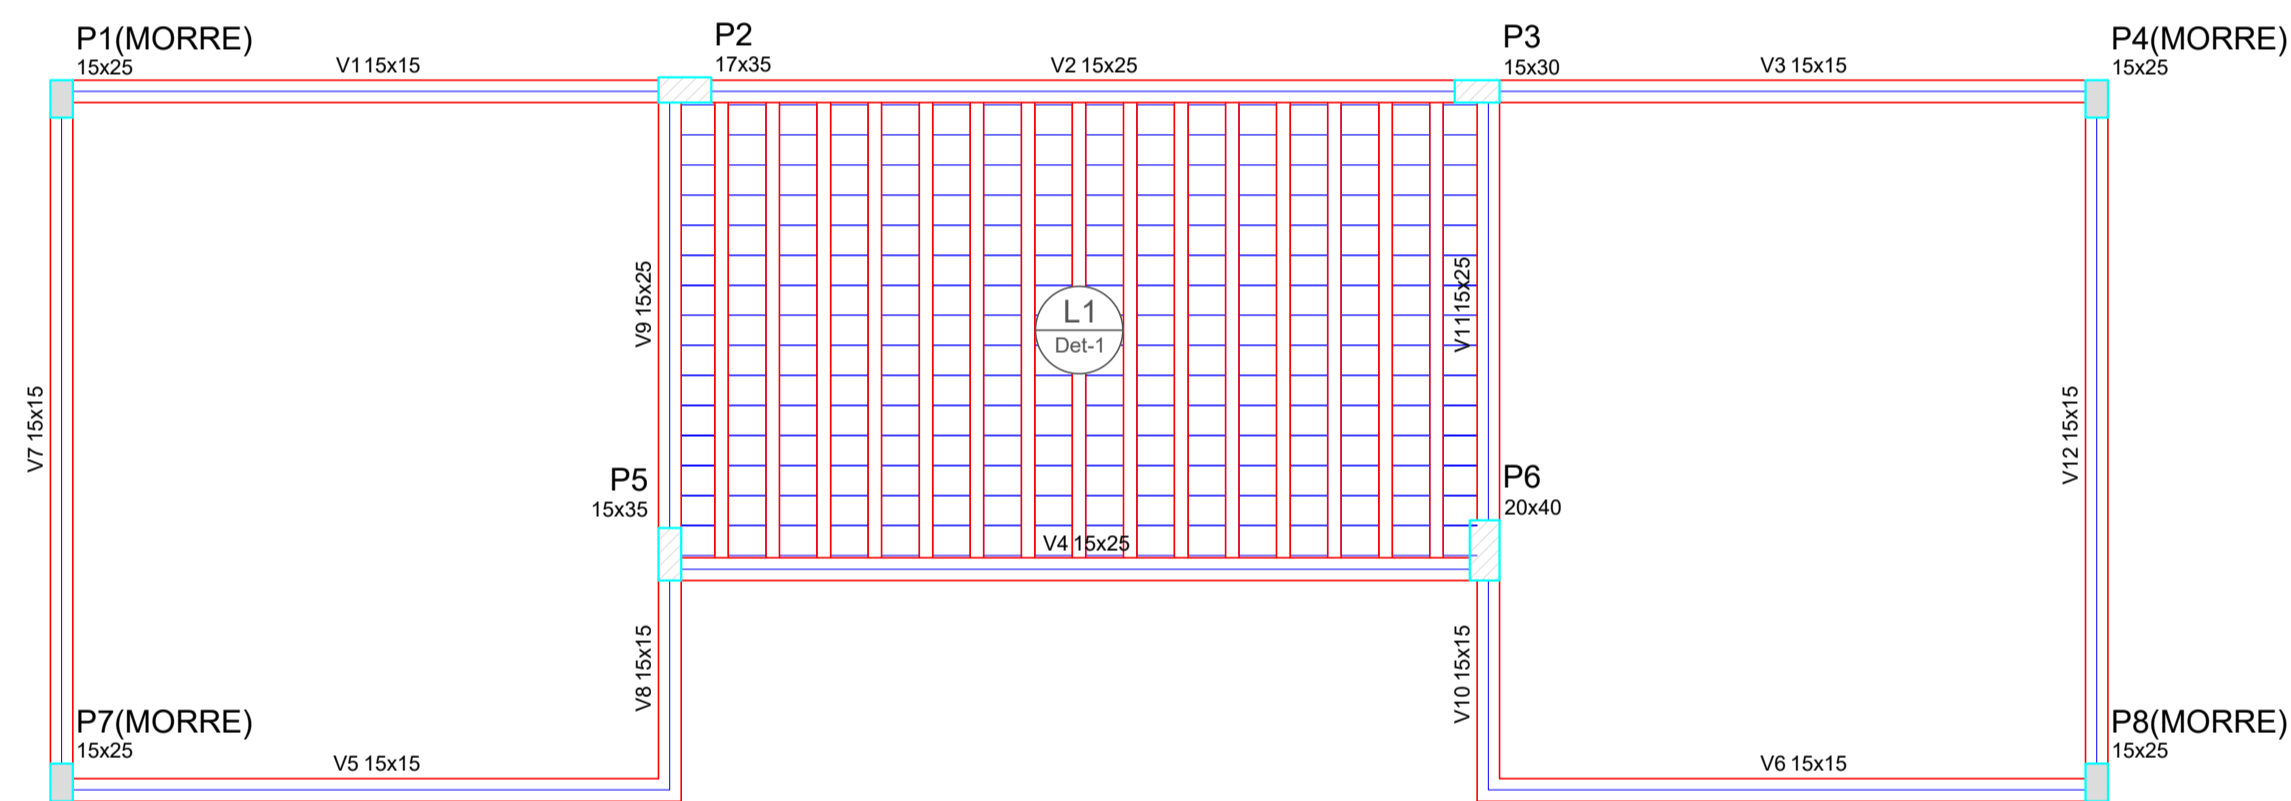 P1(MORRE)
15x25
V1 15x15
P2
17x35
V2 15x25
P3
15x30
V3 15x15
P4(MORRE)
15x25
V9 15x25
V11 15x25
L1
Det-1
V7 15x15
V12 15x15
P5
15x35
P6
20x40
V4 15x25
V8 15x15
V10 15x15
P7(MORRE)
15x25
V5 15x15
V6 15x15
P8(MORRE)
15x25